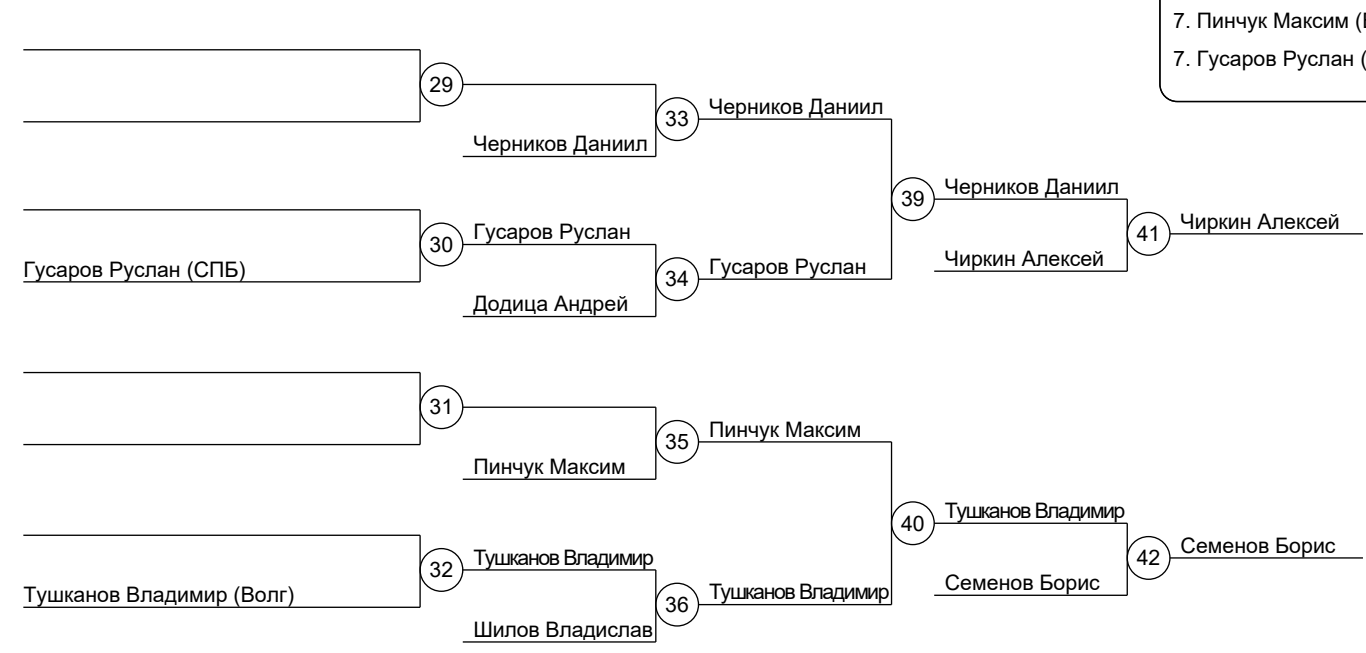 7. Пинчук Максим (
7. Гусаров Руслан (
29
33
Черников Даниил
Черников Даниил
39
Черников Даниил
30
Гусаров Руслан
41
Чиркин Алексей
Гусаров Руслан (СПБ)
34
Гусаров Руслан
Чиркин Алексей
Додица Андрей
31
35
Пинчук Максим
Пинчук Максим
40
Тушканов Владимир
32
Тушканов Владимир
42
Семенов Борис
Тушканов Владимир (Волг)
36
Тушканов Владимир
Семенов Борис
Шилов Владислав